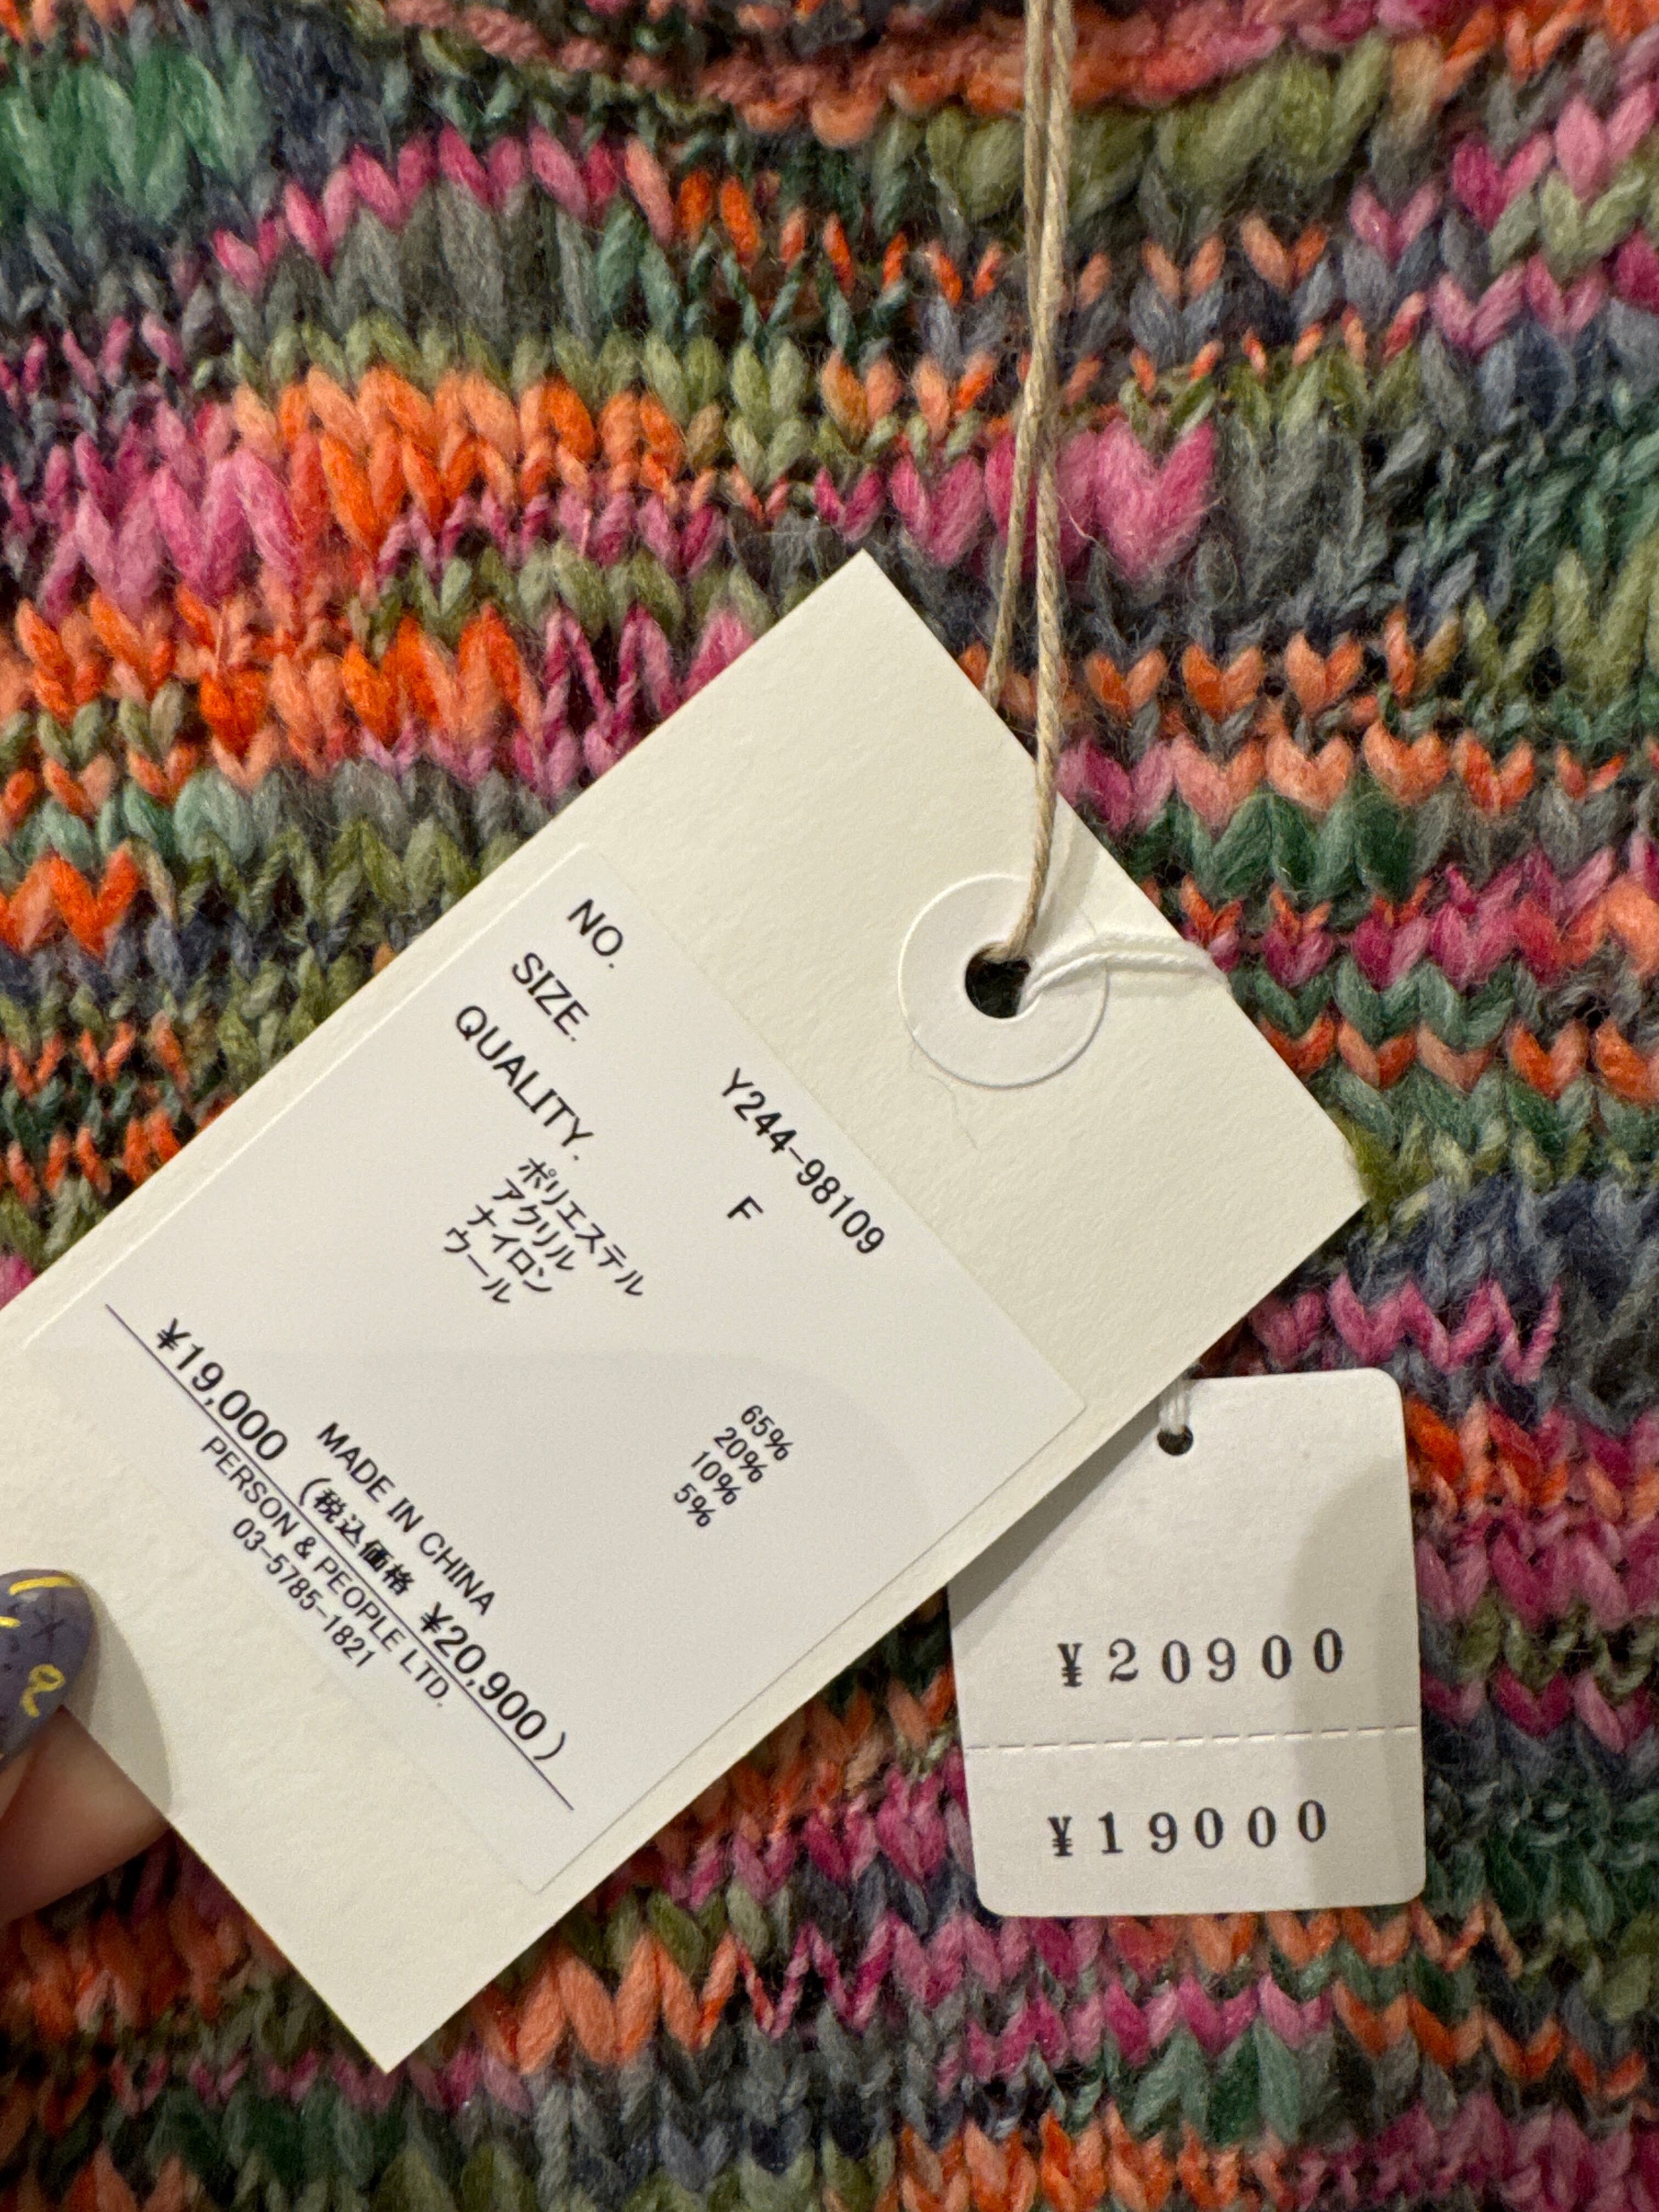 NO. Y244-98109
SIZE. F
QUALITY.
ポリエステル 65%
アクリル 20%
ナイロン 10%
ウール 5%
MADE IN CHINA
¥19,000 (税込価格 ¥20,900)
PERSON & PEOPLE LTD.
03-5785-1821
¥20900
¥19000